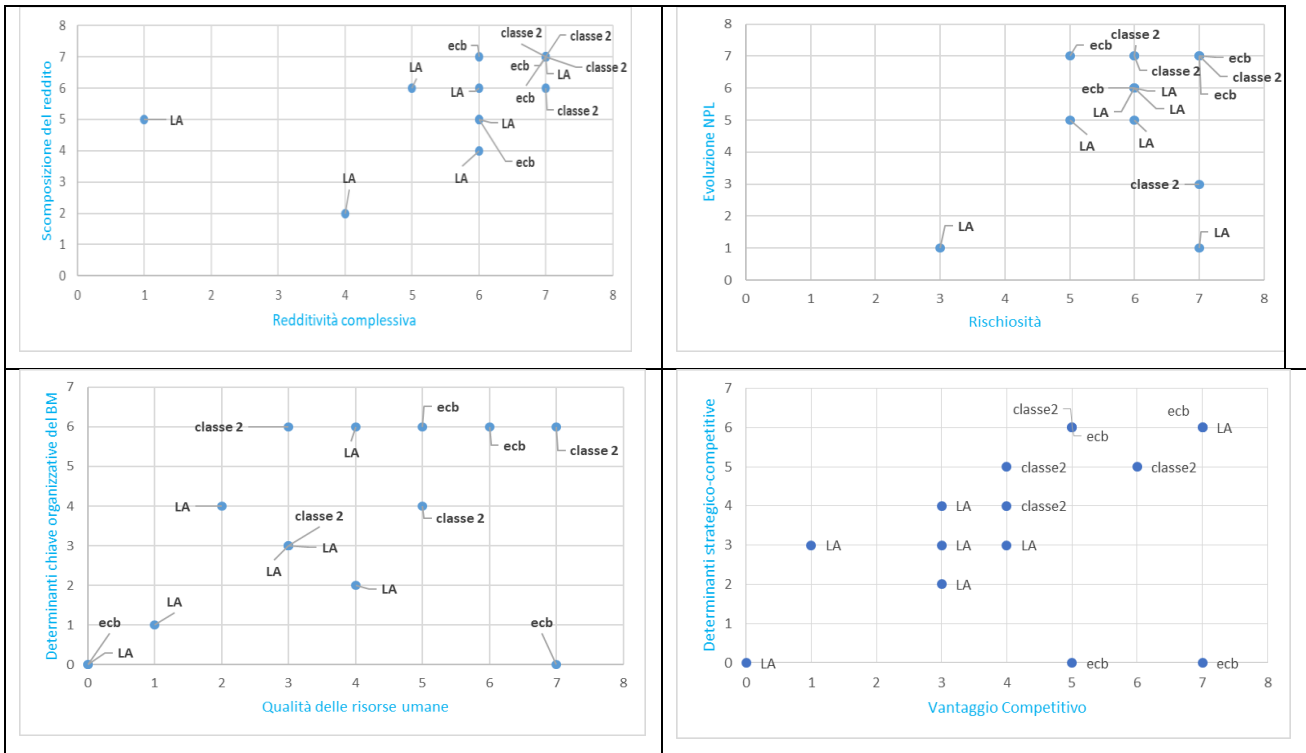 Scomposizione del reddito
8
7
6
5
4
3
2
1
0
0 1 2 3 4 5 6 7 8
Redditività complessiva
LA
LA
LA
ecb
LA
LA
ecb
LA
classe 2
classe 2
classe 2
ecb
LA
ecb
classe 2
Evoluzione NPL
8
7
6
5
4
3
2
1
0
0 1 2 3 4 5 6 7 8
Rischiosità
ecb
classe 2
classe 2
ecb
classe 2
ecb
ecb
LA
LA
LA
LA
LA
classe 2
LA
LA
Determinanti chiave organizzative del BM
7
6
5
4
3
2
1
0
0 1 2 3 4 5 6 7 8
Qualità delle risorse umane
classe 2
LA
ecb
ecb
classe 2
LA
classe 2
classe 2
LA
LA
LA
LA
ecb
LA
ecb
Determinanti strategico-competitive
7
6
5
4
3
2
1
0
0 1 2 3 4 5 6 7 8
Vantaggio Competitivo
classe2
ecb
ecb
LA
classe2
classe2
LA
classe2
LA
LA
LA
LA
LA
ecb
ecb